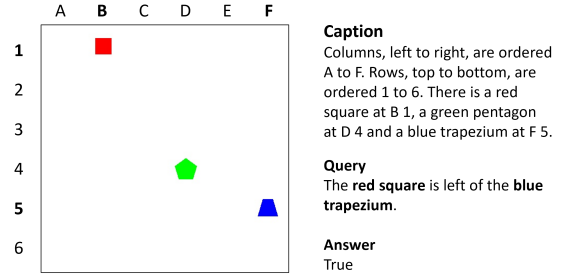 A B C D E F
1
2
3
4
5
6
Caption
Columns, left to right, are ordered
A to F. Rows, top to bottom, are
ordered 1 to 6. There is a red
square at B 1, a green pentagon
at D 4 and a blue trapezium at F 5.
Query
The red square is left of the blue
trapezium.
Answer
True